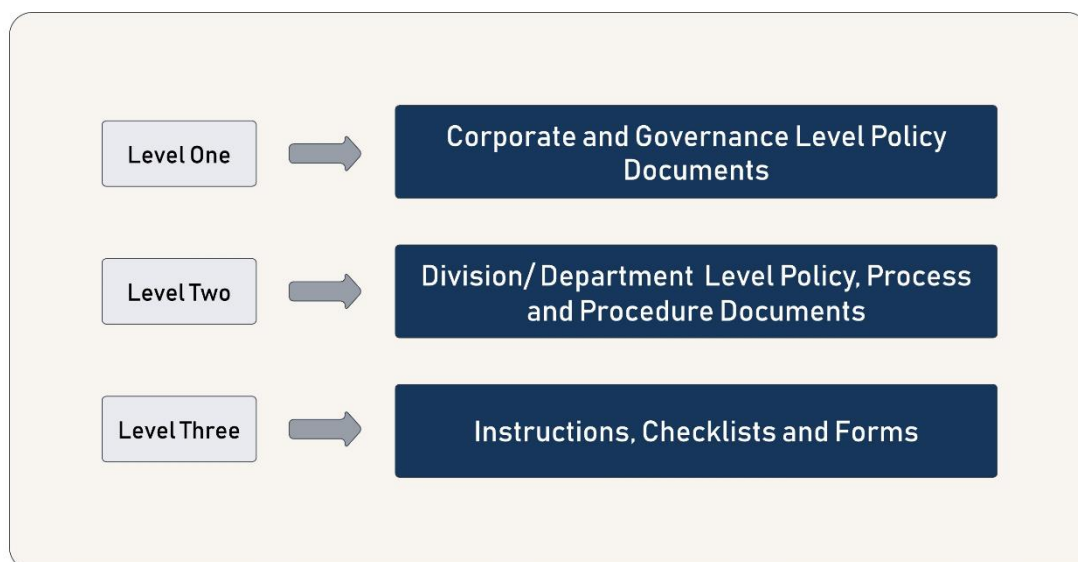 Level One
Corporate and Governance Level Policy
Documents
Level Two
Division/ Department Level Policy, Process
and Procedure Documents
Level Three
Instructions, Checklists and Forms